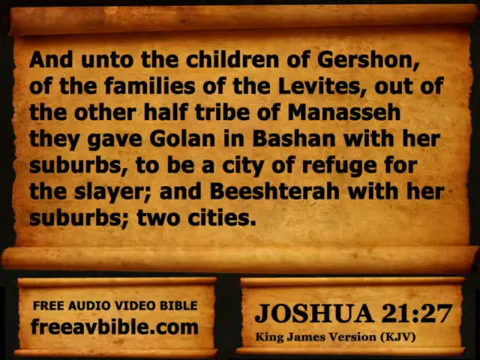 And unto the children of Gershon,
of the families of the Levites, out of
the other half tribe of Manasseh
they gave Golan in Bashan with her
suburbs, to be a city of refuge for
the slayer; and Beeshterah with her
suburbs; two cities.
FREE AUDIO VIDEO BIBLE
freeavbible.com
JOSHUA 21:27
King James Version (KJV)